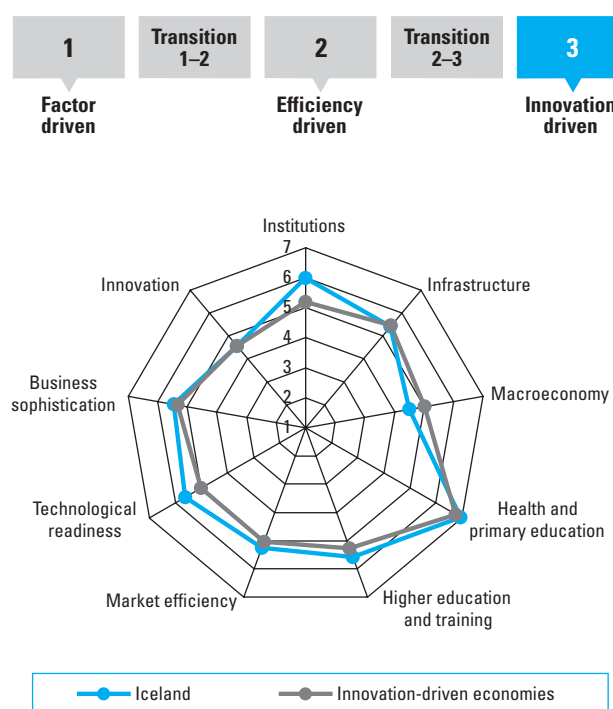 1
Transition
1–2
2
Transition
2–3
3
Factor
driven
Efficiency
driven
Innovation
driven
Institutions
7
6
5
4
3
2
1
Infrastructure
Macroeconomy
Health and
primary education
Higher education
and training
Market efficiency
Technological
readiness
Business
sophistication
Innovation
Iceland
Innovation-driven economies